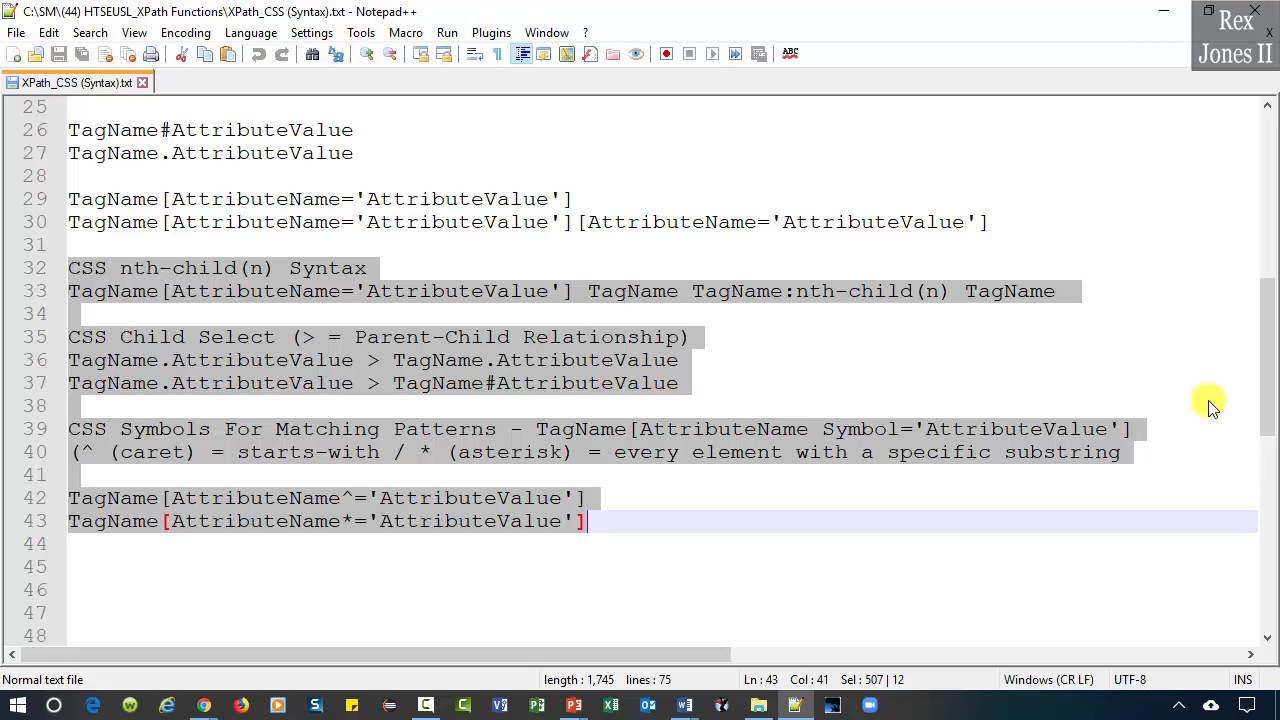 C:\SM\(44) HTSEUSL_XPath Functions\XPath_CSS (Syntax).txt - Notepad++
Rex
Jones II
File Edit Search View Encoding Language Settings Tools Macro Run Plugins Window ? X
ABC
XPath_CSS (Syntax).txt
25
26 TagName#AttributeValue
27 TagName.AttributeValue
28
29 TagName[AttributeName='AttributeValue']
30 TagName[AttributeName='AttributeValue'][AttributeName='AttributeValue']
31
32 CSS nth-child(n) Syntax
33 TagName[AttributeName='AttributeValue'] TagName TagName:nth-child(n) TagName
34
35 CSS Child Select (> = Parent-Child Relationship)
36 TagName.AttributeValue > TagName.AttributeValue
37 TagName.AttributeValue > TagName#AttributeValue
38
39 CSS Symbols For Matching Patterns - TagName[AttributeName Symbol='AttributeValue']
40 (^ (caret) = starts-with / * (asterisk) = every element with a specific substring
41
42 TagName[AttributeName^='AttributeValue']
43 TagName[AttributeName*='AttributeValue']
44
45
46
47
48
Normal text file length : 1,745 lines : 75 Ln : 43 Col : 41 Sel : 507 | 12 Windows (CR LF) UTF-8 INS